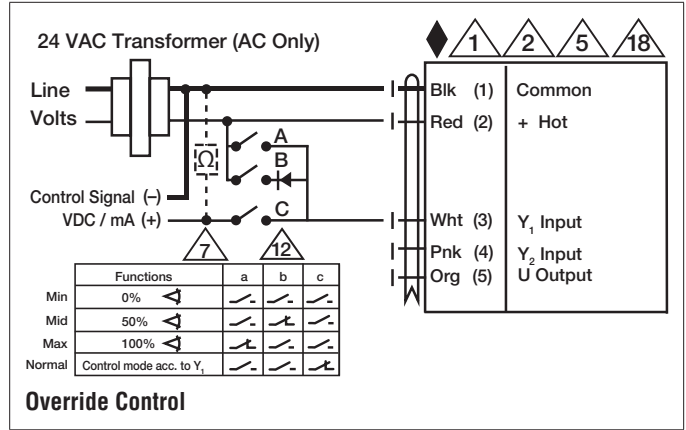 24 VAC Transformer (AC Only)
1 2 5 18
Line
Volts
Blk (1) Common
Red (2) + Hot
A
Ω
B
Control Signal (–)
VDC / mA (+)
C
Wht (3) Y₁ Input
7
12
Pnk (4) Y₂ Input
Org (5) U Output
Functions a b c
Min 0%
Mid 50%
Max 100%
Normal Control mode acc. to Y₁
Override Control